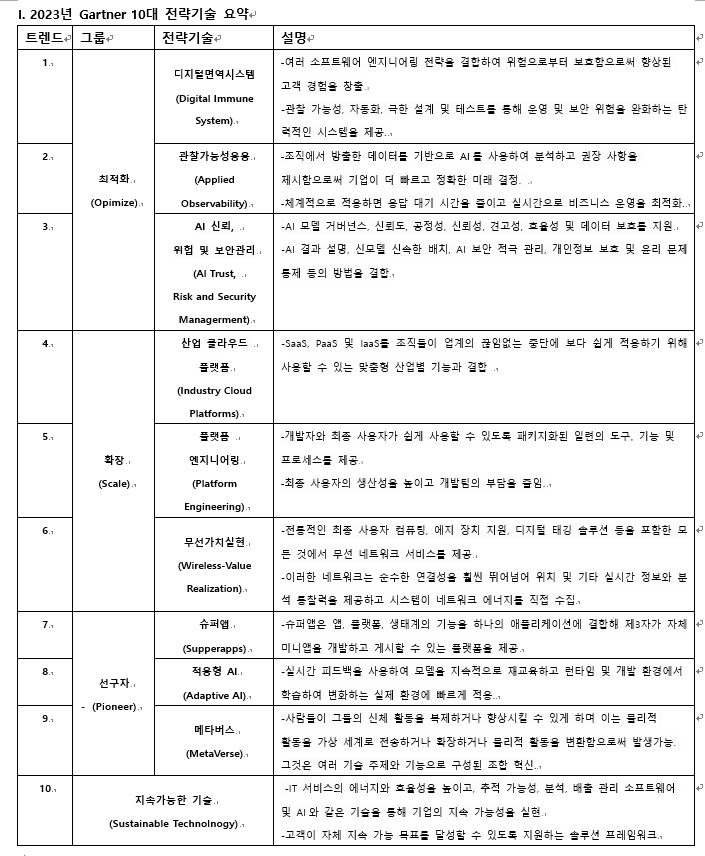 I. 2023년 Gartner 10대 전략기술 요약
트렌드 그룹 전략기술 설명
1.
최적화
(Opimize)
디지털면역시스템
(Digital Immune
System)
-여러 소프트웨어 엔지니어링 전략을 결합하여 위험으로부터 보호함으로써 향상된
고객 경험을 창출.
-관찰 가능성, 자동화, 극한 설계 및 테스트를 통해 운영 및 보안 위험을 완화하는 탄
력적인 시스템을 제공.
2.
관찰가능성응용
(Applied
Observability)
-조직에서 방출한 데이터를 기반으로 AI를 사용하여 분석하고 권장 사항을
제시함으로써 기업이 더 빠르고 정확한 미래 결정.
-체계적으로 적용하면 응답 대기 시간을 줄이고 실시간으로 비즈니스 운영을 최적화.
3.
AI 신뢰,
위험 및 보안관리
(AI Trust,
Risk and Security
Managerment)
-AI 모델 거버넌스, 신뢰도, 공정성, 신뢰성, 견고성, 효율성 및 데이터 보호를 지원
-AI 결과 설명, 신모델 신속한 배치, AI 보안 적극 관리, 개인정보 보호 및 윤리 문제
통제 등의 방법을 결합
4.
확장
(Scale)
산업 클라우드
플랫폼
(Industry Cloud
Platforms)
-SaaS, PaaS 및 IaaS를 조직들이 업계의 끊임없는 중단에 보다 쉽게 적응하기 위해
사용할 수 있는 맞춤형 산업별 기능과 결합
5.
플랫폼
엔지니어링
(Platform
Engineering)
-개발자와 최종 사용자가 쉽게 사용할 수 있도록 패키지화된 일련의 도구, 기능 및
프로세스를 제공
-최종 사용자의 생산성을 높이고 개발팀의 부담을 줄임.
6.
무선가치실현
(Wireless-Value
Realization)
-전통적인 최종 사용자 컴퓨팅, 에지 장치 지원, 디지털 태깅 솔루션 등을 포함한 모
든 것에서 무선 네트워크 서비스를 제공
-이러한 네트워크는 순수한 연결성을 훨씬 뛰어넘어 위치 및 기타 실시간 정보와 분
석 통찰력을 제공하고 시스템이 네트워크 에너지를 직접 수집
7.
선구자
- (Pioneer)
슈퍼앱
(Supperapps)
-슈퍼앱은 앱, 플랫폼, 생태계의 기능을 하나의 애플리케이션에 결합해 제3자가 자체
미니앱을 개발하고 게시할 수 있는 플랫폼을 제공
8.
적응형 AI
(Adaptive AI)
-실시간 피드백을 사용하여 모델을 지속적으로 재교육하고 런타임 및 개발 환경에서
학습하여 변화하는 실제 환경에 빠르게 적응
9.
메타버스
(MetaVerse)
-사람들이 그들의 신체 활동을 복제하거나 향상시킬 수 있게 하며 이는 물리적
활동을 가상 세계로 전송하거나 확장하거나 물리적 활동을 변환함으로써 발생가능.
그것은 여러 기술 주제와 기능으로 구성된 조합 혁신.
10.
지속가능한 기술
(Sustainable Technolnogy)
-IT 서비스의 에너지와 효율성을 높이고, 추적 가능성, 분석, 배출 관리 소프트웨어
및 AI와 같은 기술을 통해 기업의 지속 가능성을 실현
-고객이 자체 지속 가능 목표를 달성할 수 있도록 지원하는 솔루션 프레임워크.